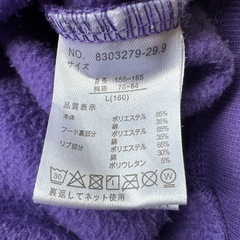 NO. 8303279-29.9
サイズ
身長 155-165
胸囲 76-84
L(160)
品質表示
本体 ポリエステル 65%
綿 35%
フード裏部分 ポリエステル 65%
綿 35%
リブ部分 ポリエステル 60%
綿 35%
ポリウレタン 5%
裏返してネット使用